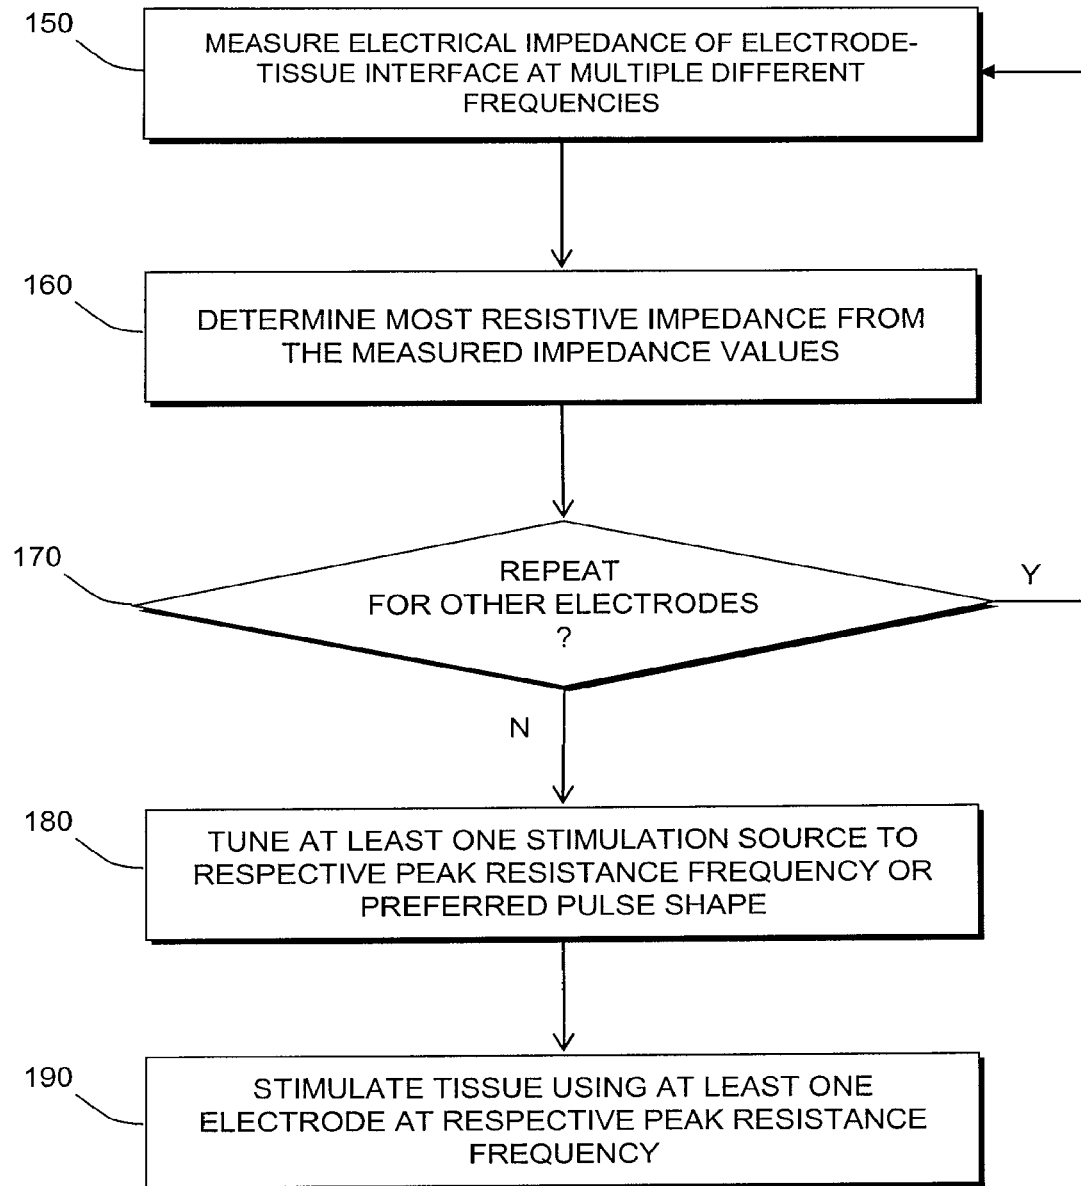 150
MEASURE ELECTRICAL IMPEDANCE OF ELECTRODE-
TISSUE INTERFACE AT MULTIPLE DIFFERENT
FREQUENCIES
160
DETERMINE MOST RESISTIVE IMPEDANCE FROM
THE MEASURED IMPEDANCE VALUES
170
REPEAT
FOR OTHER ELECTRODES
?
Y
N
180
TUNE AT LEAST ONE STIMULATION SOURCE TO
RESPECTIVE PEAK RESISTANCE FREQUENCY OR
PREFERRED PULSE SHAPE
190
STIMULATE TISSUE USING AT LEAST ONE
ELECTRODE AT RESPECTIVE PEAK RESISTANCE
FREQUENCY